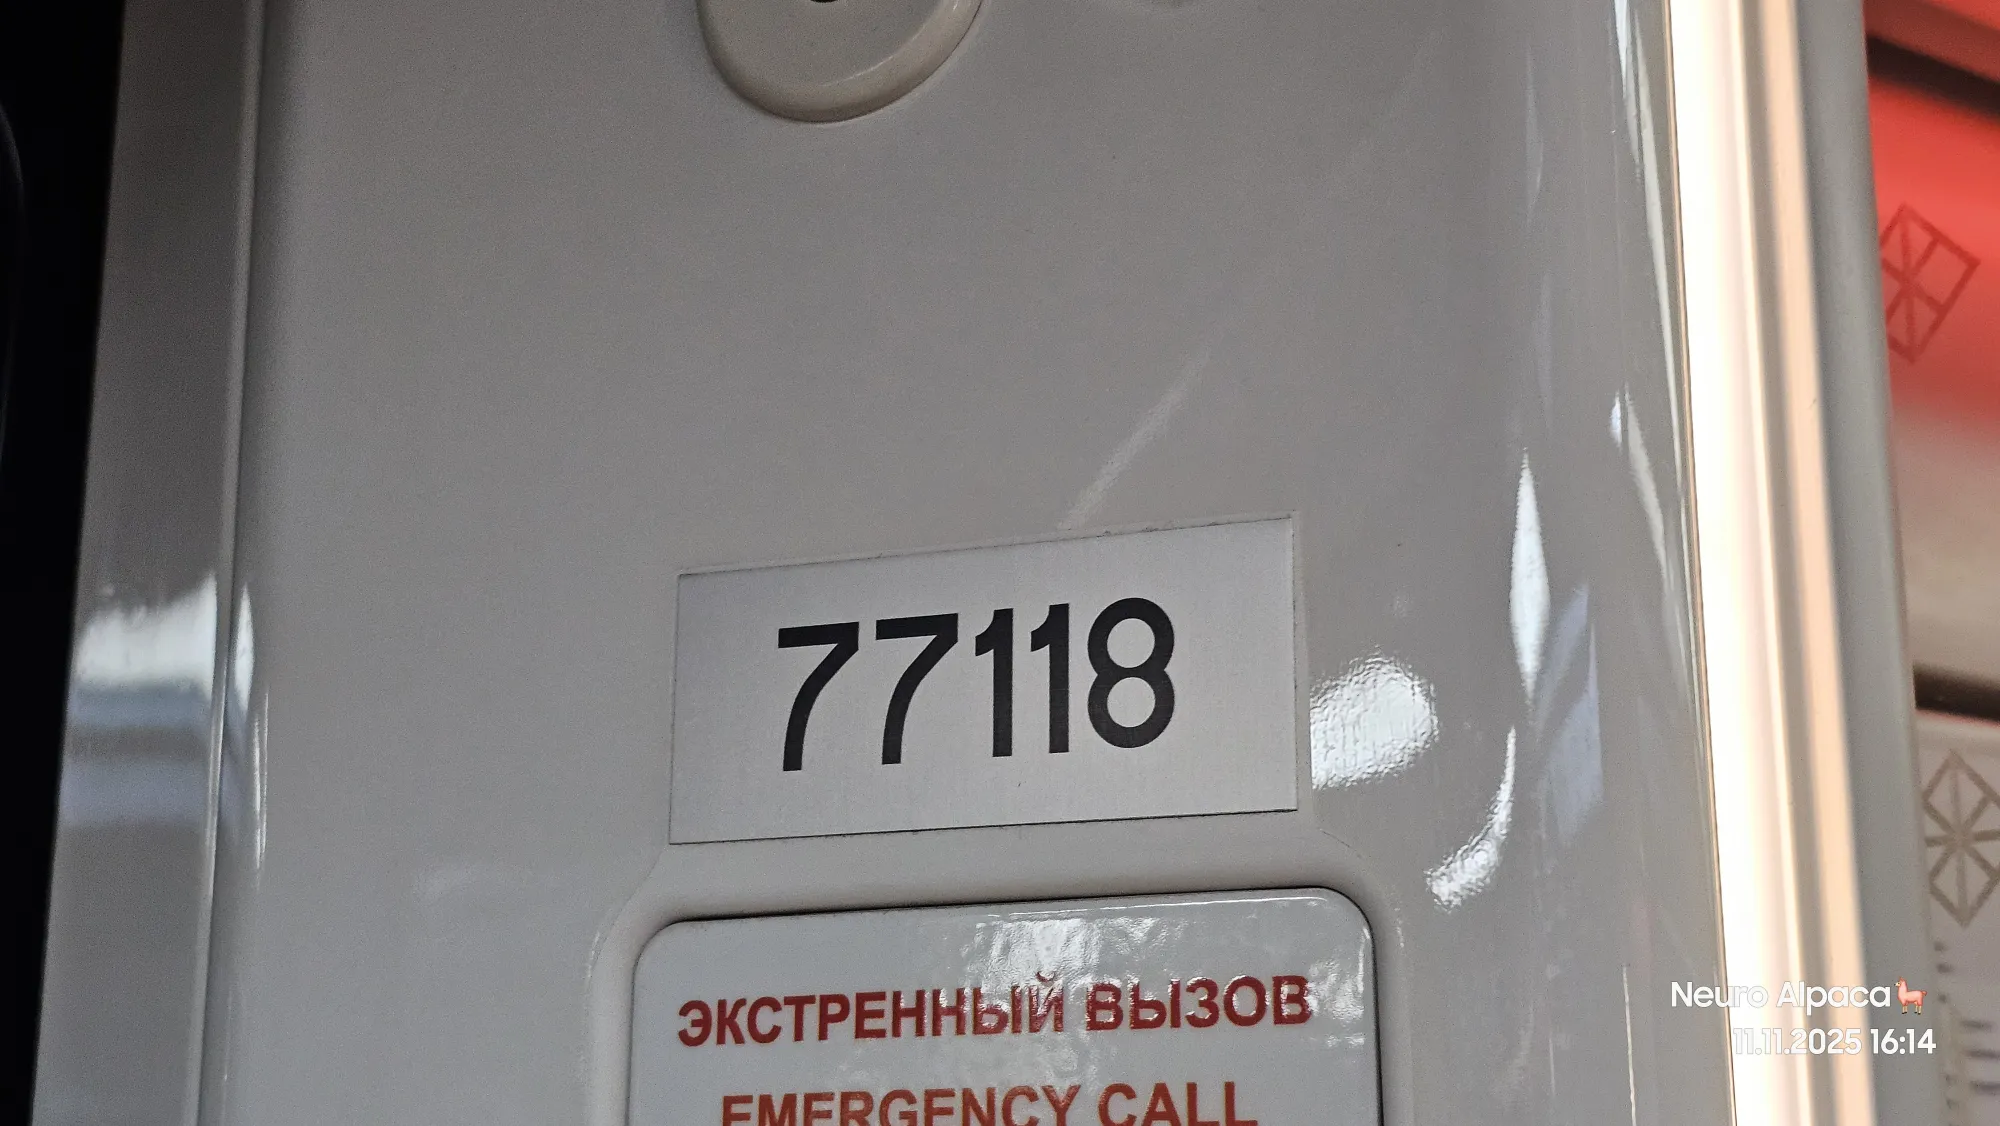 77118
ЭКСТРЕННЫЙ ВЫЗОВ
EMERGENCY CALL
Neuro Alpaca🦙
11.11.2025 16:14